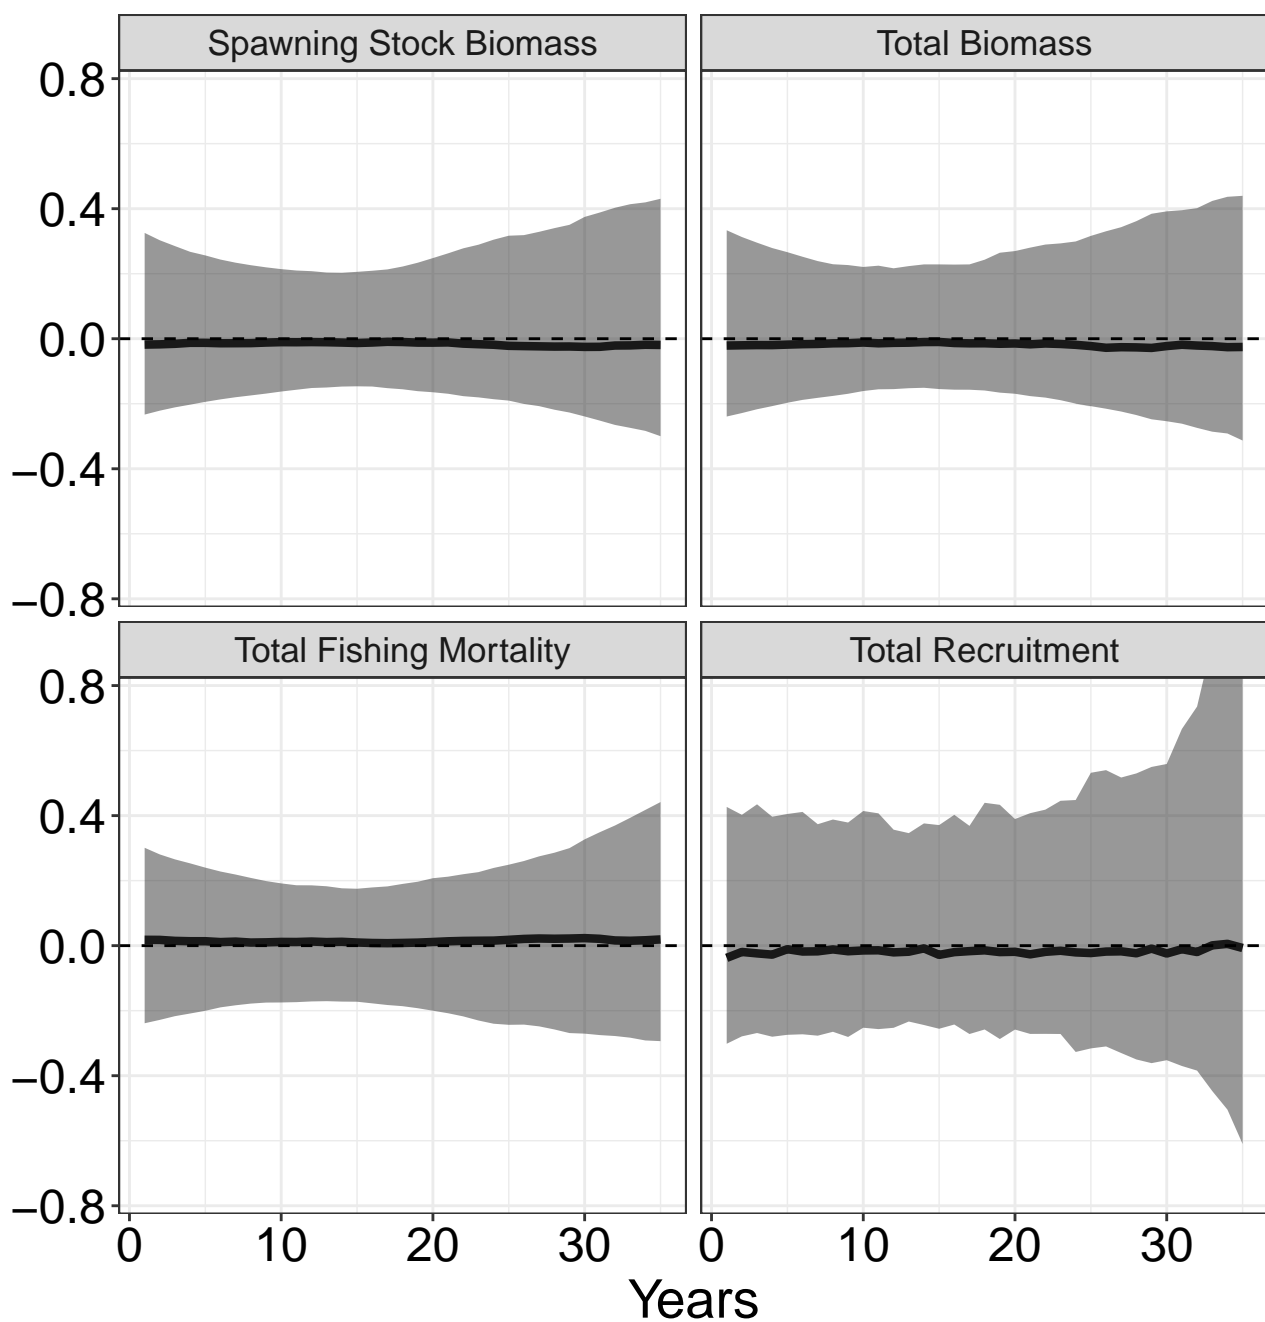 Spawning Stock Biomass
Total Biomass
0.8
0.4
0.0
−0.4
−0.8
Total Fishing Mortality
Total Recruitment
0.8
0.4
0.0
−0.4
−0.8
0 10 20 30
0 10 20 30
Years